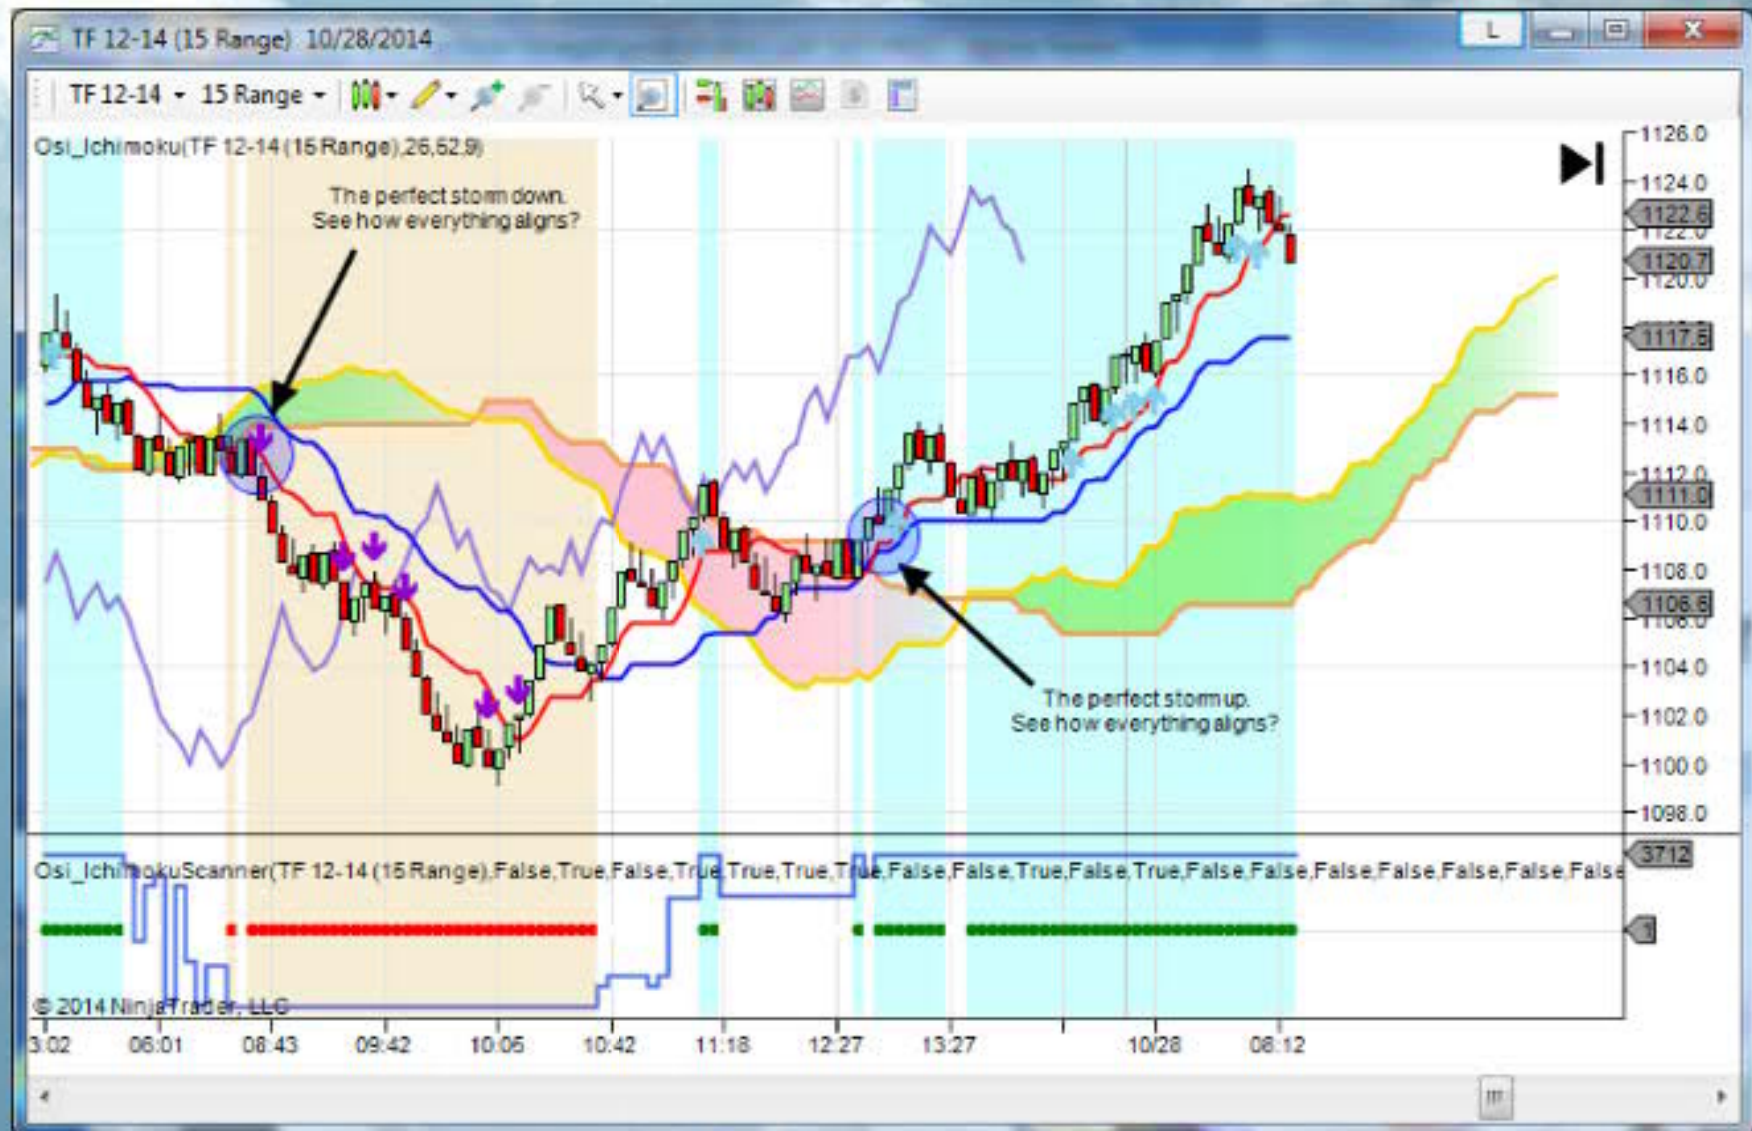 TF 12-14 (15 Range) 10/28/2014
L
TF 12-14 15 Range
Osi_Ichimoku(TF 12-14 (15 Range),26,52,9)
The perfect storm down.
See how everything aligns?
1126.0
1124.0
1122.6
1122.0
1120.7
1120.0
1117.5
1116.0
1114.0
1112.0
1111.0
1110.0
1108.0
1106.6
1106.0
1104.0
The perfect storm up.
See how everything aligns?
1102.0
1100.0
1098.0
3712
Osi_IchimokuScanner(TF 12-14 (15 Range),False,True,False,True,True,True,True,False,False,True,False,True,False,False,False,False,False,False,False
1
© 2014 NinjaTrader, LLC
3:02 06:01 08:43 09:42 10:05 10:42 11:18 12:27 13:27 10/28 08:12